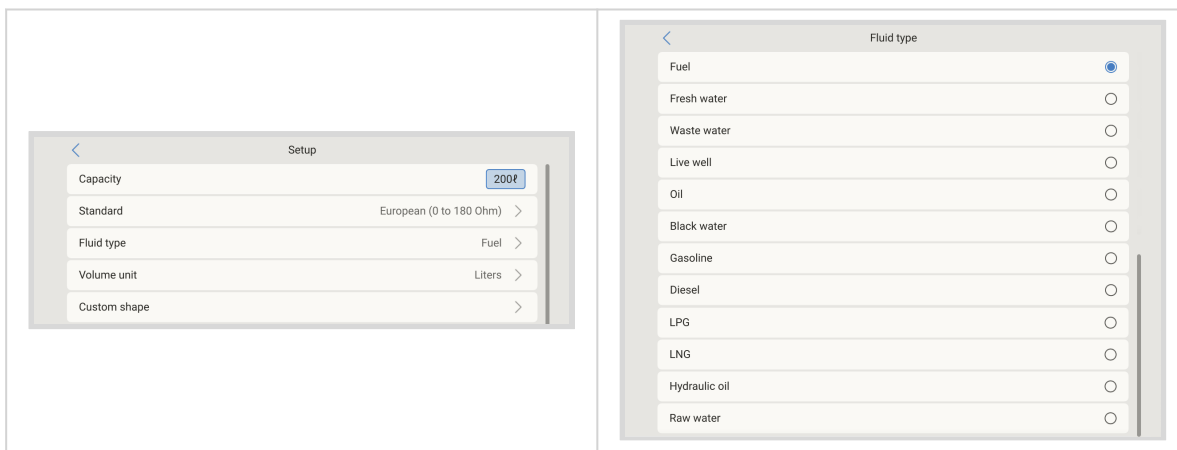 Setup
Capacity 200ℓ
Standard European (0 to 180 Ohm)
Fluid type Fuel
Volume unit Liters
Custom shape
Fluid type
Fuel
Fresh water
Waste water
Live well
Oil
Black water
Gasoline
Diesel
LPG
LNG
Hydraulic oil
Raw water